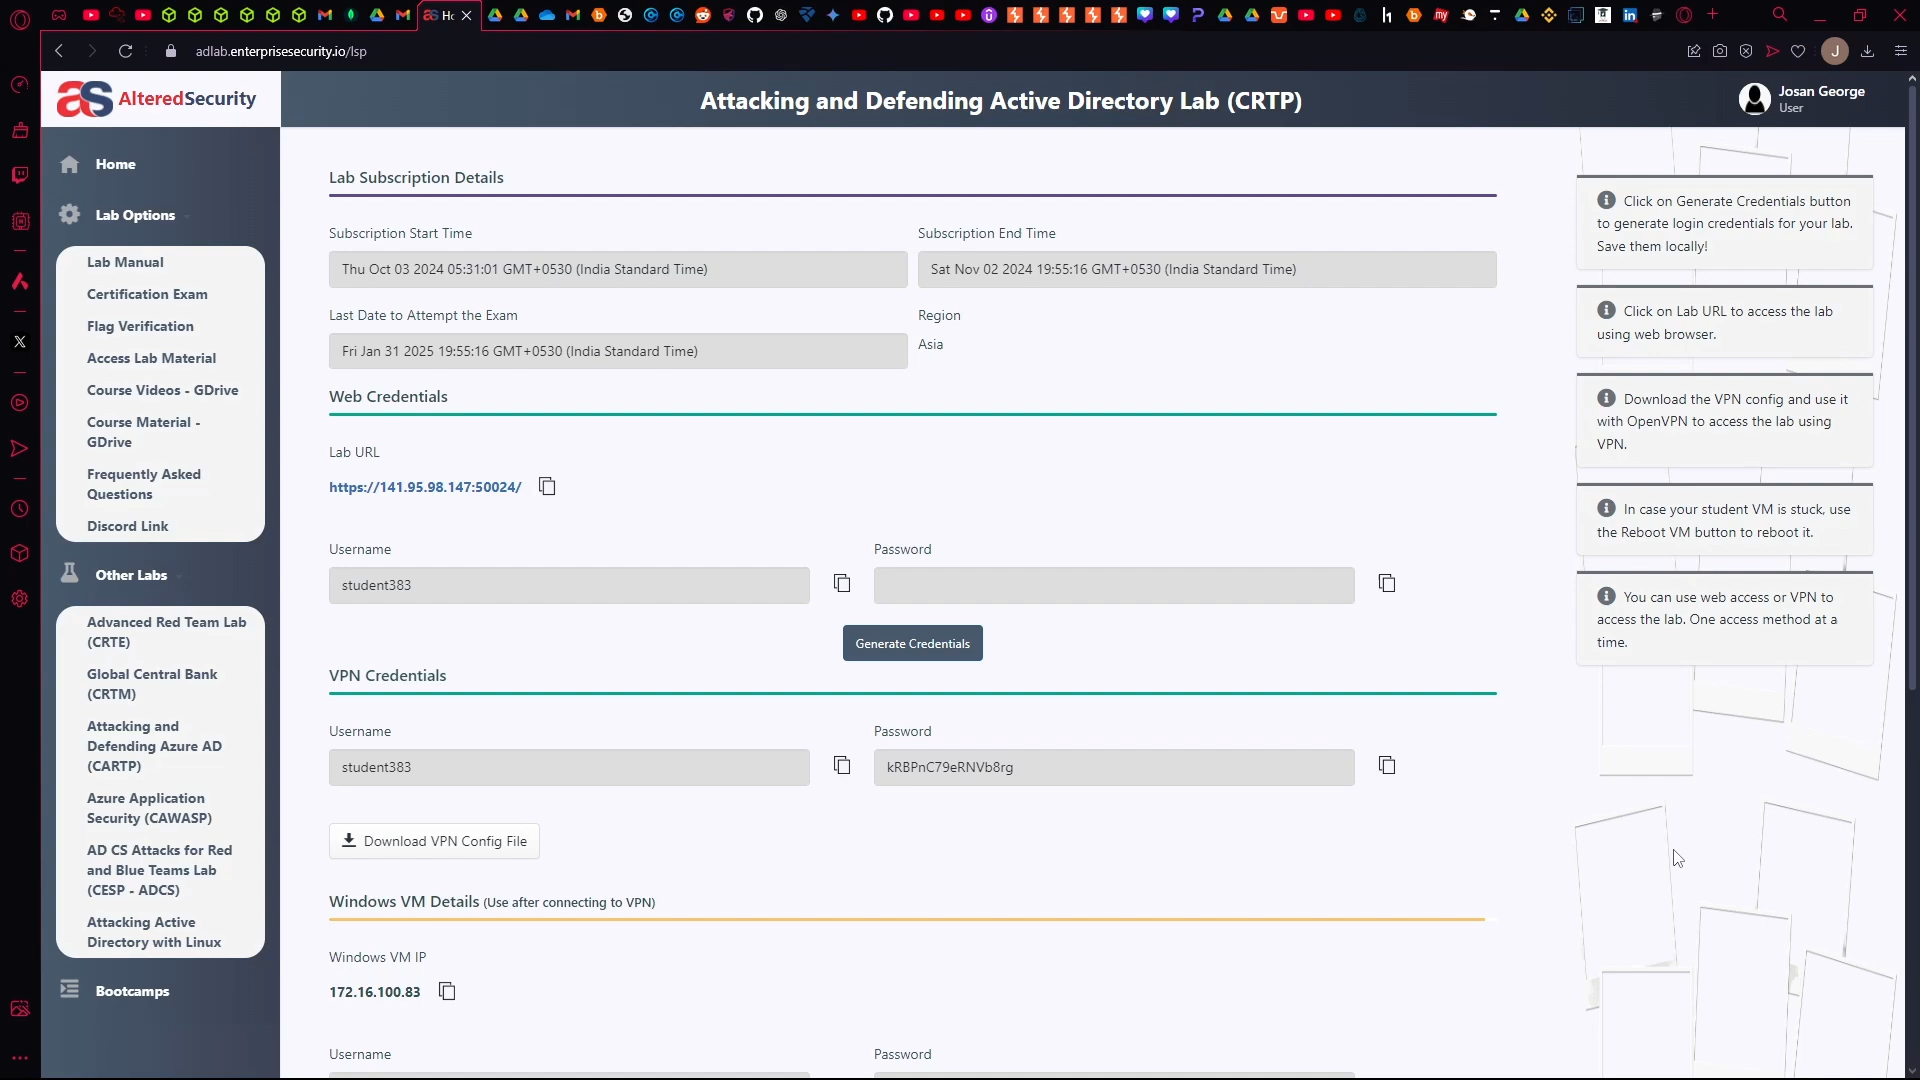 adlab.enterprisesecurity.io/lsp
J
as AlteredSecurity
Attacking and Defending Active Directory Lab (CRTP)
Josan George
User
Home
Lab Options
Lab Manual
Certification Exam
Flag Verification
Access Lab Material
Course Videos - GDrive
Course Material -
GDrive
Frequently Asked
Questions
Discord Link
Other Labs
Advanced Red Team Lab
(CRTE)
Global Central Bank
(CRTM)
Attacking and
Defending Azure AD
(CARTP)
Azure Application
Security (CAWASP)
AD CS Attacks for Red
and Blue Teams Lab
(CESP - ADCS)
Attacking Active
Directory with Linux
Bootcamps
Lab Subscription Details
Subscription Start Time
Subscription End Time
Thu Oct 03 2024 05:31:01 GMT+0530 (India Standard Time)
Sat Nov 02 2024 19:55:16 GMT+0530 (India Standard Time)
Last Date to Attempt the Exam
Region
Fri Jan 31 2025 19:55:16 GMT+0530 (India Standard Time)
Asia
Web Credentials
Lab URL
https://141.95.98.147:50024/
Username
Password
student383
Generate Credentials
VPN Credentials
Username
Password
student383
kRBPnC79eRNVb8rg
Download VPN Config File
Windows VM Details (Use after connecting to VPN)
Windows VM IP
172.16.100.83
Username
Password
Click on Generate Credentials button
to generate login credentials for your lab.
Save them locally!
Click on Lab URL to access the lab
using web browser.
Download the VPN config and use it
with OpenVPN to access the lab using
VPN.
In case your student VM is stuck, use
the Reboot VM button to reboot it.
You can use web access or VPN to
access the lab. One access method at a
time.